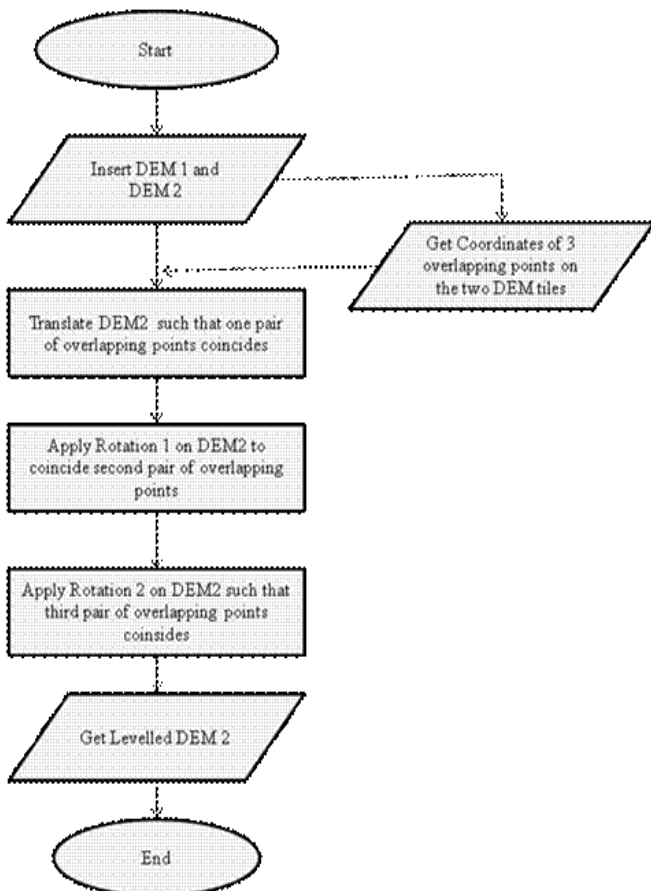 Start
Insert DEM 1 and
DEM 2
Get Coordinates of 3
overlapping points on
the two DEM tiles
Translate DEM2 such that one pair
of overlapping points coincides
Apply Rotation 1 on DEM2 to
coincide second pair of overlapping
points
Apply Rotation 2 on DEM2 such that
third pair of overlapping points
coinsides
Get Levelled DEM 2
End